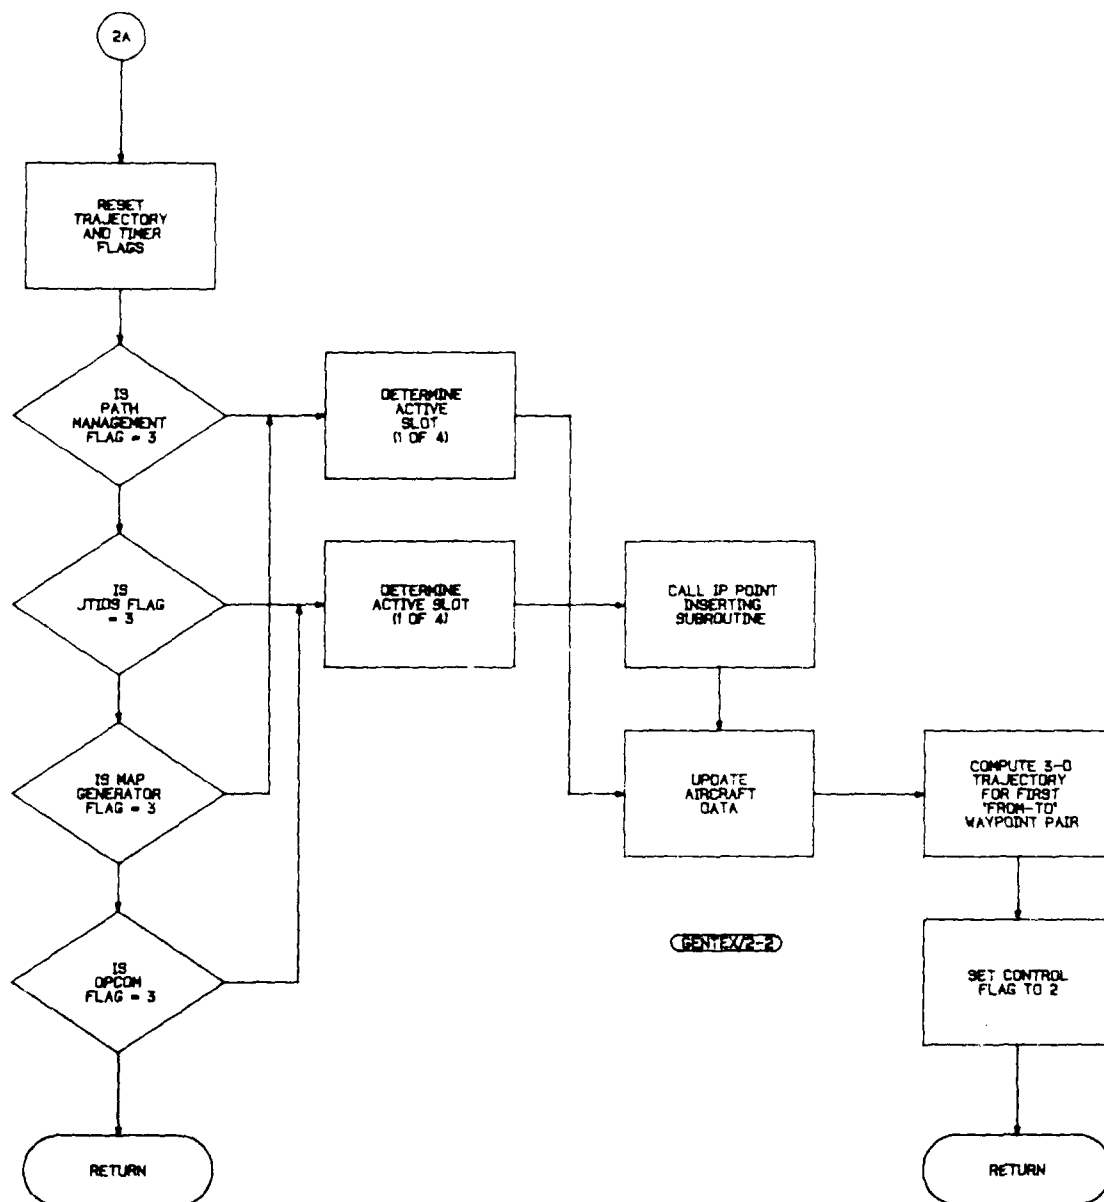 2A
RESET
TRAJECTORY
AND TIMER
FLAGS
IS
PATH
MANAGEMENT
FLAG = 3
DETERMINE
ACTIVE
SLOT
(1 OF 4)
IS
JTIDS FLAG
= 3
DETERMINE
ACTIVE SLOT
(1 OF 4)
CALL IP POINT
INSERTING
SUBROUTINE
IS MAP
GENERATOR
FLAG = 3
UPDATE
AIRCRAFT
DATA
COMPUTE 3-D
TRAJECTORY
FOR FIRST
"FROM-TO"
WAYPOINT PAIR
GENTEX/2-2
IS
OPCOM
FLAG = 3
SET CONTROL
FLAG TO 2
RETURN
RETURN